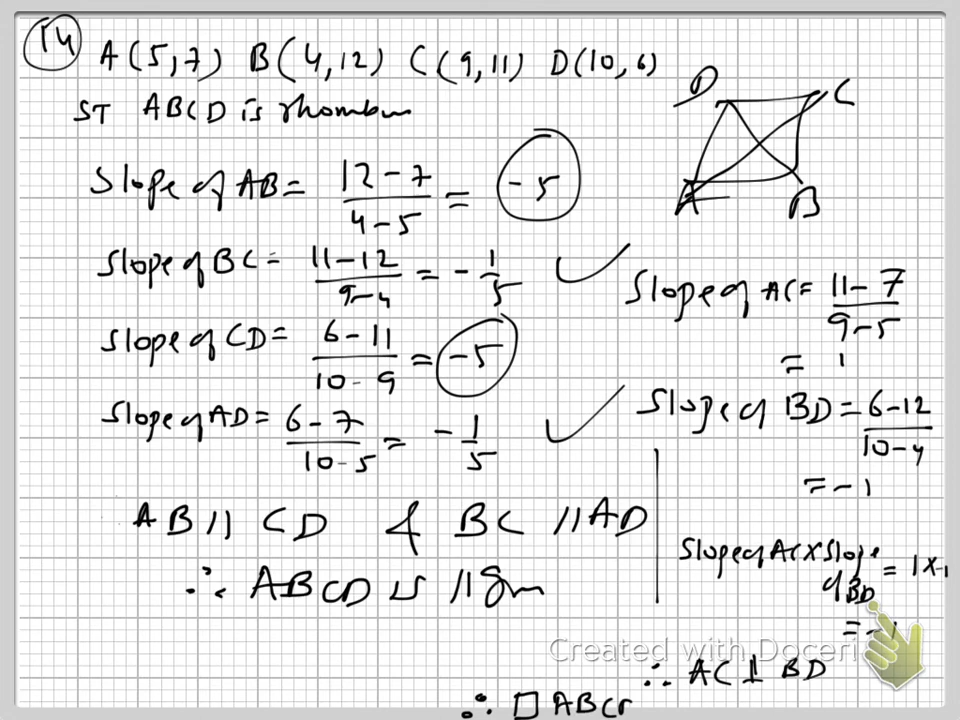 14
A(5,7) B(4,12) C(9,11) D(10,6)
ST ABCD is rhombus
Slope of AB = 12-7/4-5 = -5
Slope of BC = 11-12/9-4 = -1/5
Slope of CD = 6-11/10-9 = -5
Slope of AD = 6-7/10-5 = -1/5
AB // CD & BC // AD
∴ ABCD is //gm
D C
A B
Slope of AC = 11-7/9-5
= 1
Slope of BD = 6-12/10-4
= -1
Slope of AC × Slope
of BD = 1×-1
= -1
∴ AC ⊥ BD
∴ □ ABC
Created with Doceri